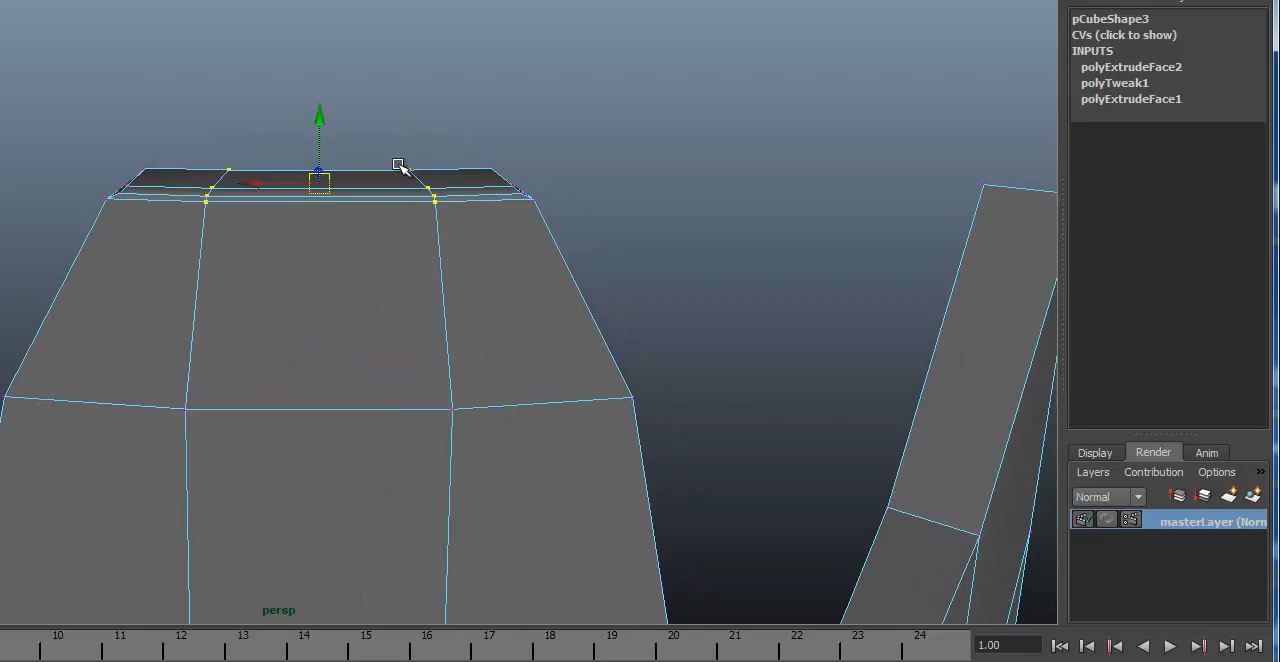 pCubeShape3
CVs (click to show)
INPUTS
polyExtrudeFace2
polyTweak1
polyExtrudeFace1
Display Render Anim
Layers Contribution Options »
Normal
masterLayer (Norn
persp
10 11 12 13 14 15 16 17 18 19 20 21 22 23 24
1.00